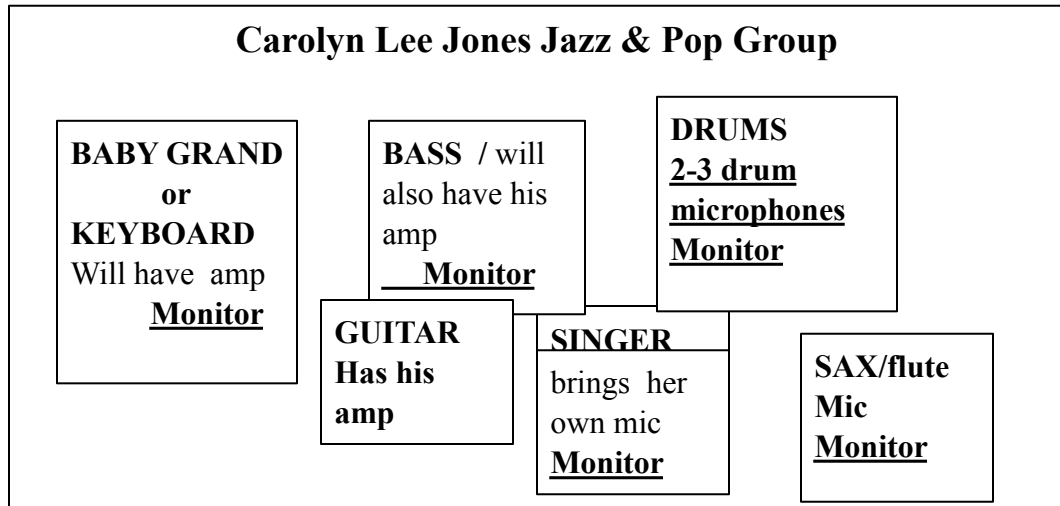 Carolyn Lee Jones Jazz & Pop Group
BABY GRAND
or
KEYBOARD
Will have amp
Monitor
BASS / will
also have his
amp
Monitor
DRUMS
2-3 drum
microphones
Monitor
GUITAR
Has his
amp
SINGER
brings her
own mic
Monitor
SAX/flute
Mic
Monitor